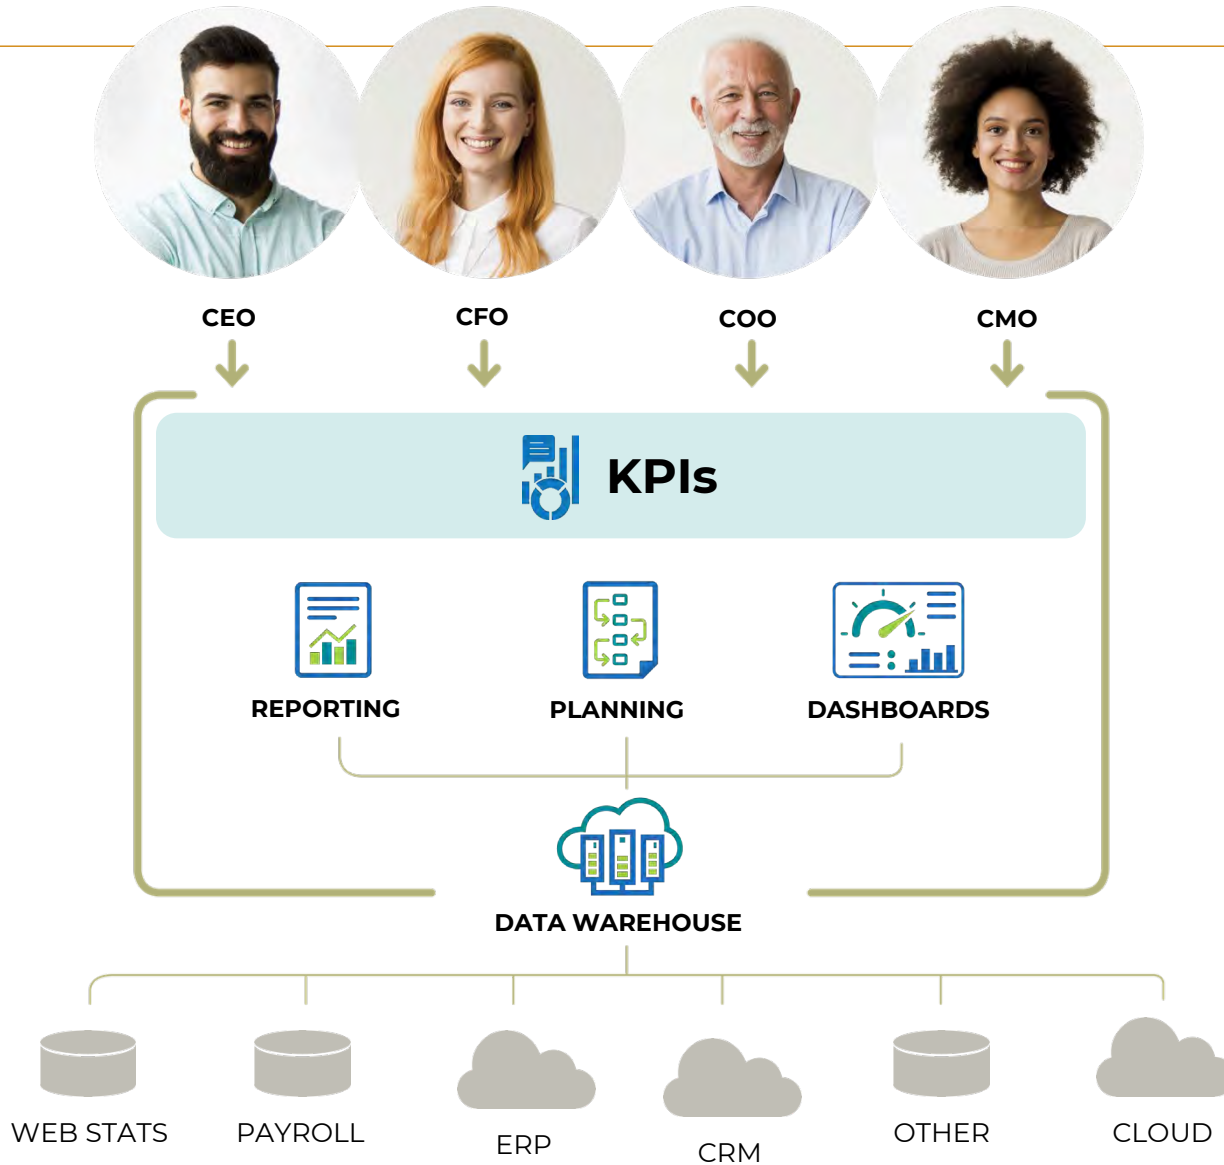 CEO
CFO
COO
CMO
KPIs
REPORTING
PLANNING
DASHBOARDS
DATA WAREHOUSE
WEB STATS
PAYROLL
ERP
CRM
OTHER
CLOUD